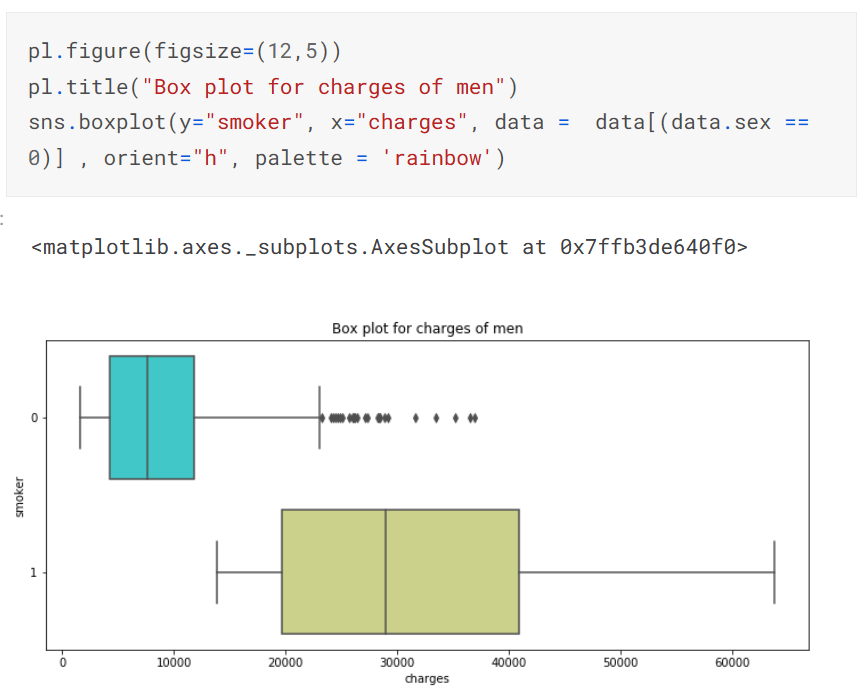 pl.figure(figsize=(12,5))
pl.title("Box plot for charges of men")
sns.boxplot(y="smoker", x="charges", data =  data[(data.sex ==
0)] , orient="h", palette = 'rainbow')
:
<matplotlib.axes._subplots.AxesSubplot at 0x7ffb3de640f0>
Box plot for charges of men
0
smoker
1
0 10000 20000 30000 40000 50000 60000
charges